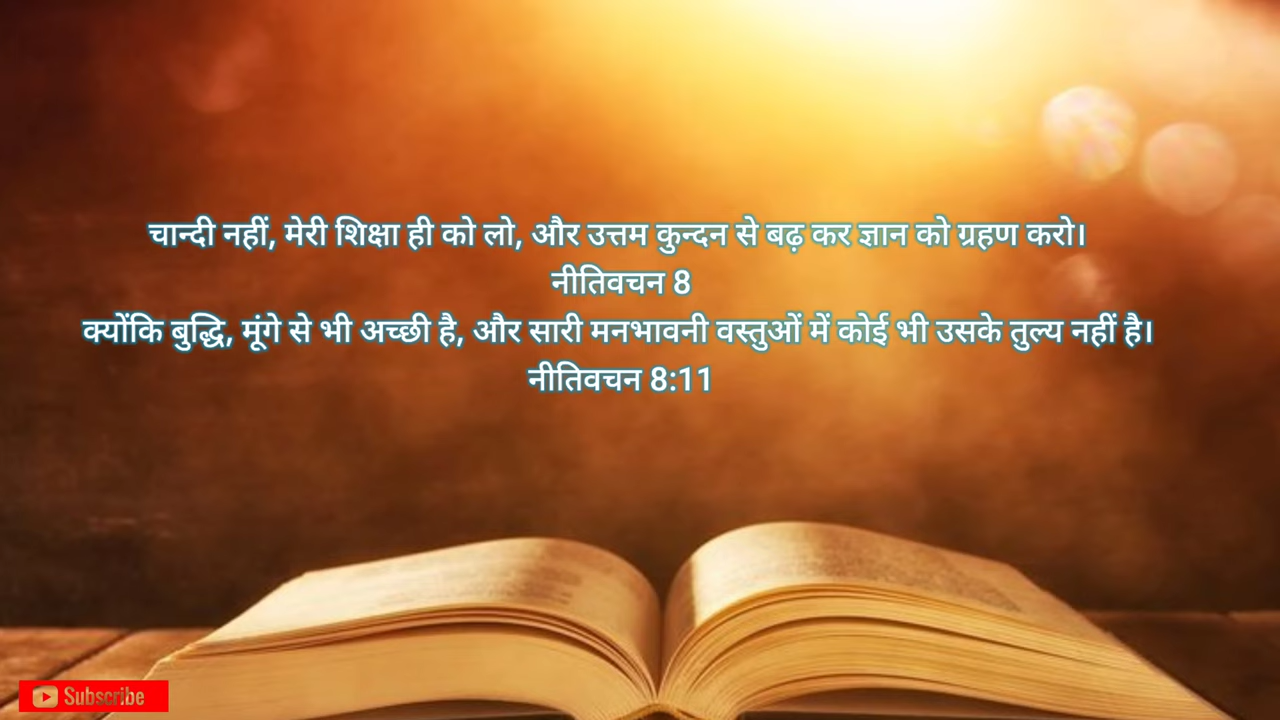 चान्दी नहीं, मेरी शिक्षा ही को लो, और उत्तम कुन्दन से बढ़ कर ज्ञान को ग्रहण करो।
नीतिवचन 8
क्योंकि बुद्धि, मूंगे से भी अच्छी है, और सारी मनभावनी वस्तुओं में कोई भी उसके तुल्य नहीं है।
नीतिवचन 8:11
Subscribe